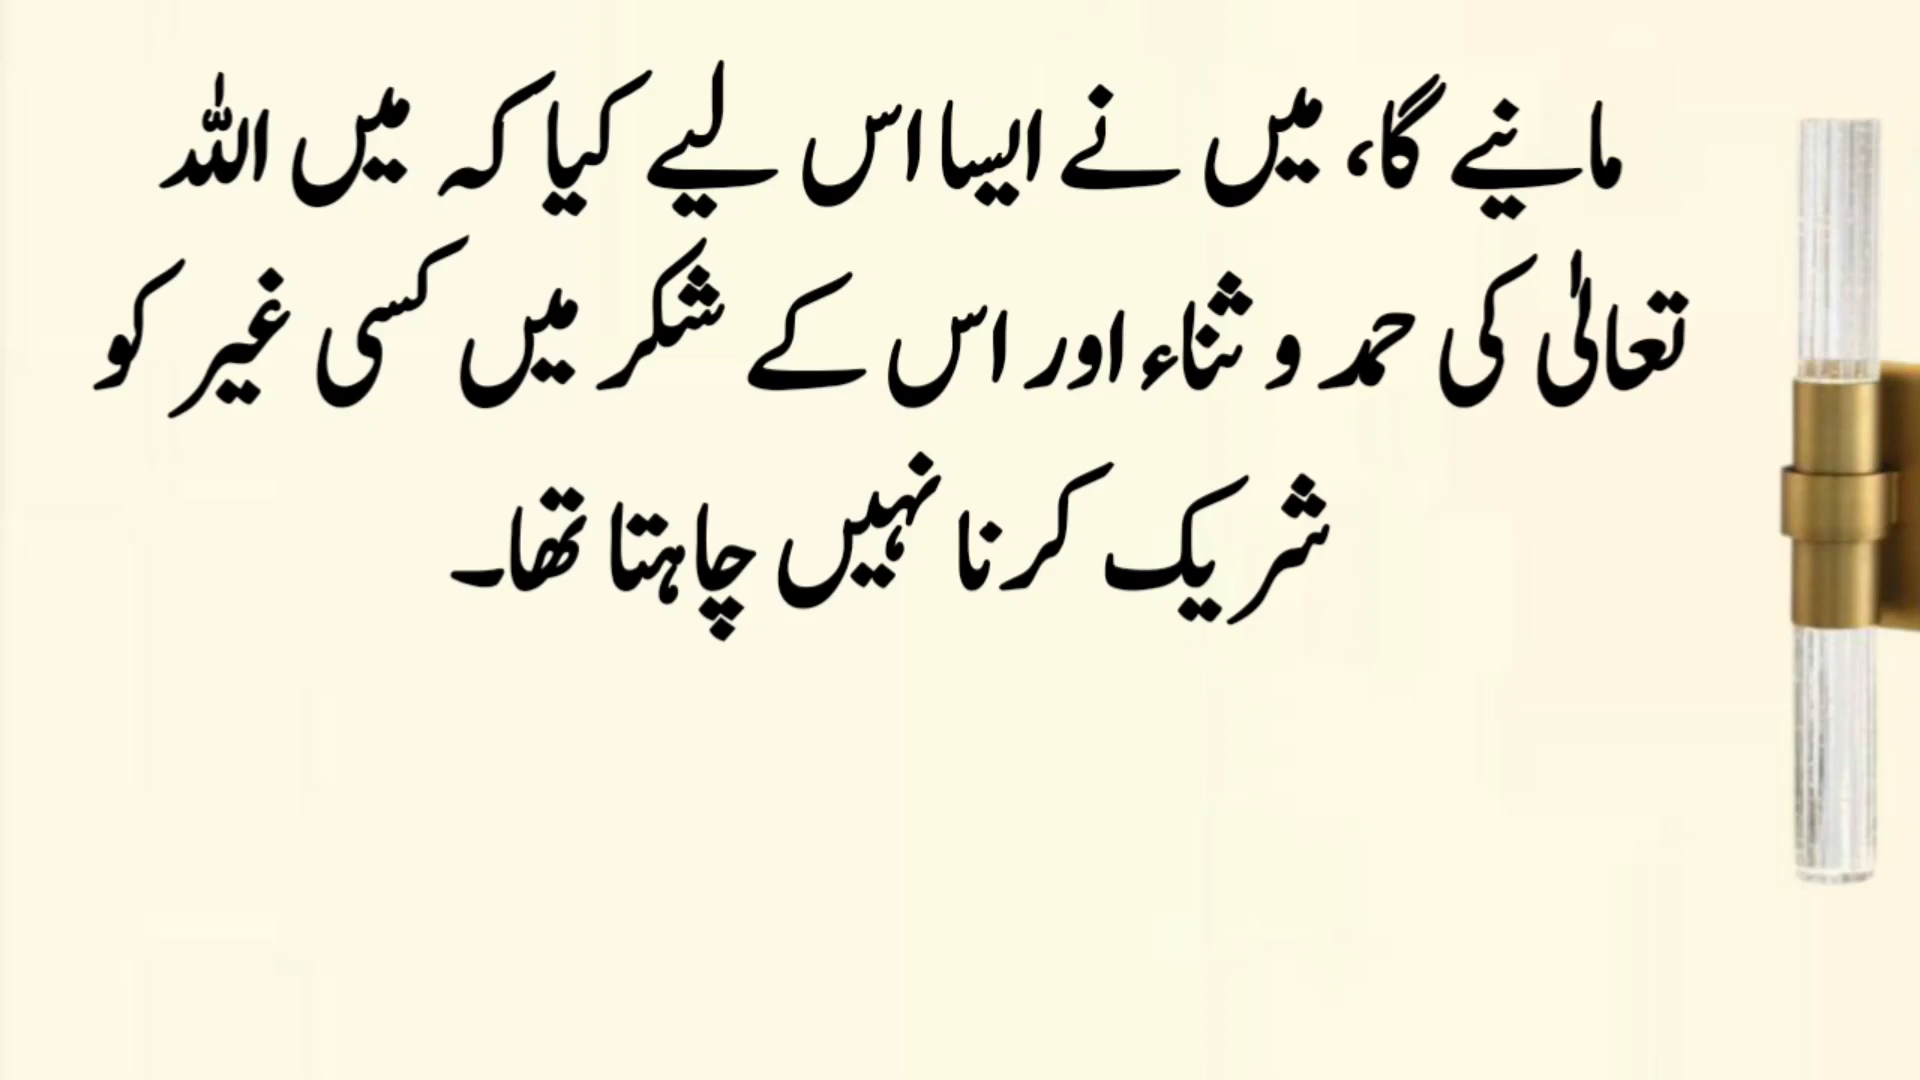 مانیے گا، میں نے ایسا اس لیے کیا کہ میں اللہ
تعالٰی کی حمد و ثناء اور اس کے شکر میں کسی غیر کو
شریک کرنا نہیں چاہتا تھا۔